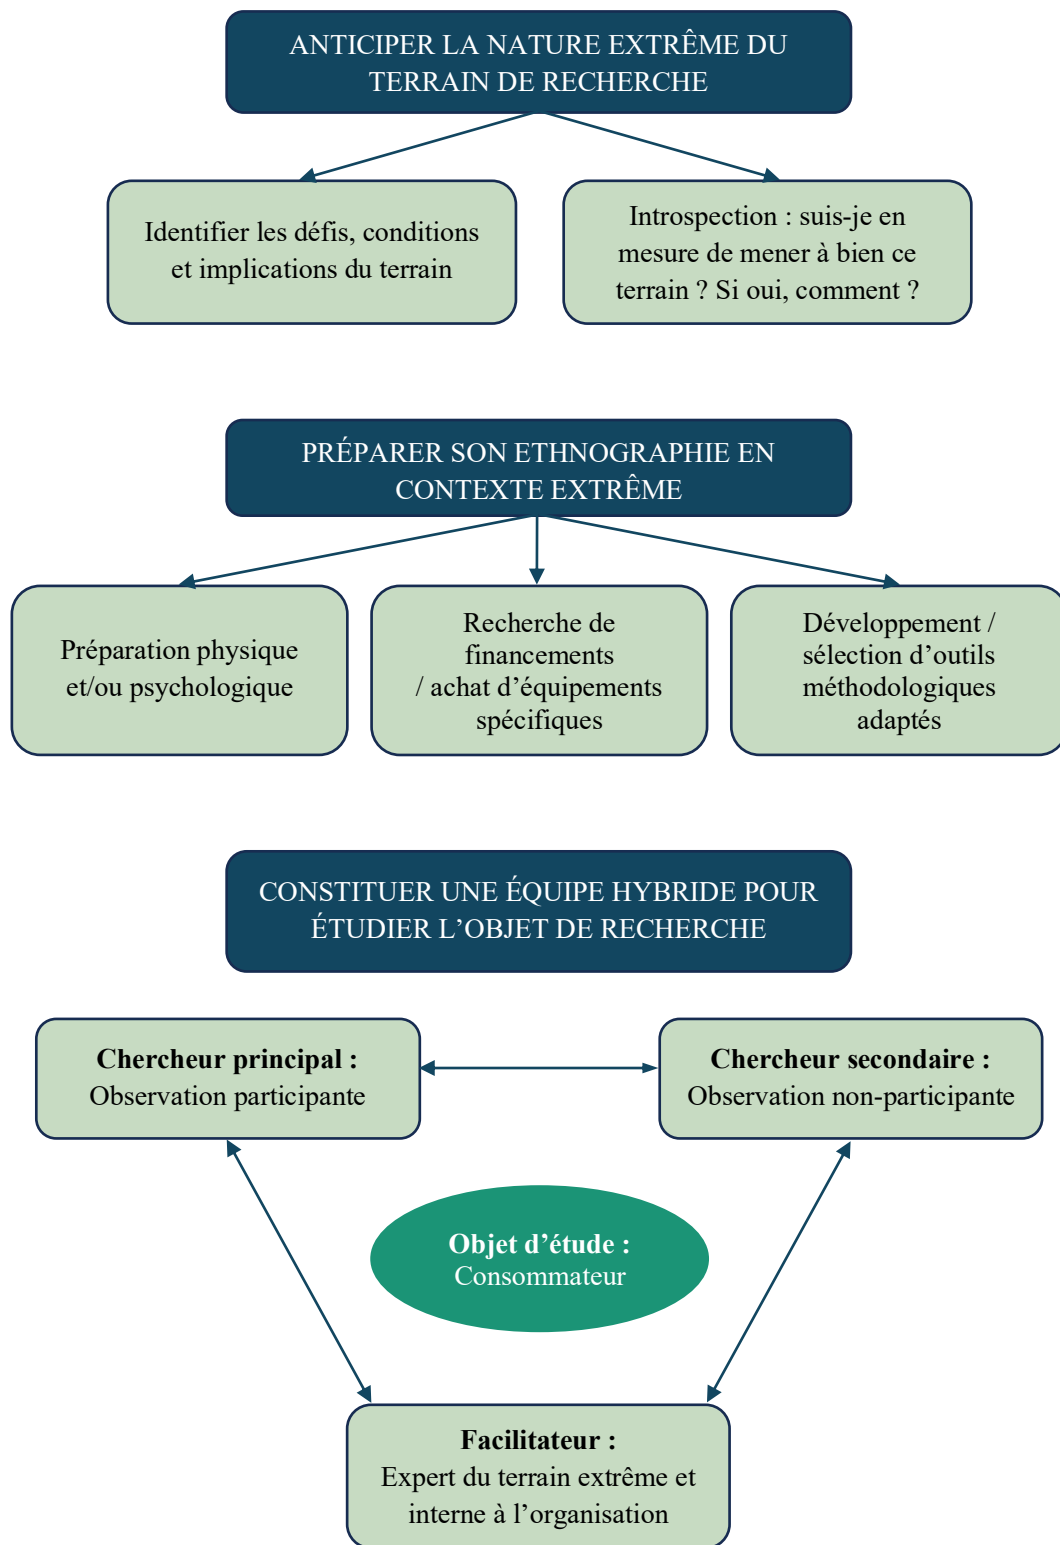 ANTICIPER LA NATURE EXTRÊME DU
TERRAIN DE RECHERCHE
Identifier les défis, conditions
et implications du terrain
Introspection : suis-je en
mesure de mener à bien ce
terrain ? Si oui, comment ?
PRÉPARER SON ETHNOGRAPHIE EN
CONTEXTE EXTRÊME
Préparation physique
et/ou psychologique
Recherche de
financements
/ achat d’équipements
spécifiques
Développement /
sélection d’outils
méthodologiques
adaptés
CONSTITUER UNE ÉQUIPE HYBRIDE POUR
ÉTUDIER L’OBJET DE RECHERCHE
Chercheur principal :
Observation participante
Chercheur secondaire :
Observation non-participante
Objet d’étude :
Consommateur
Facilitateur :
Expert du terrain extrême et
interne à l’organisation